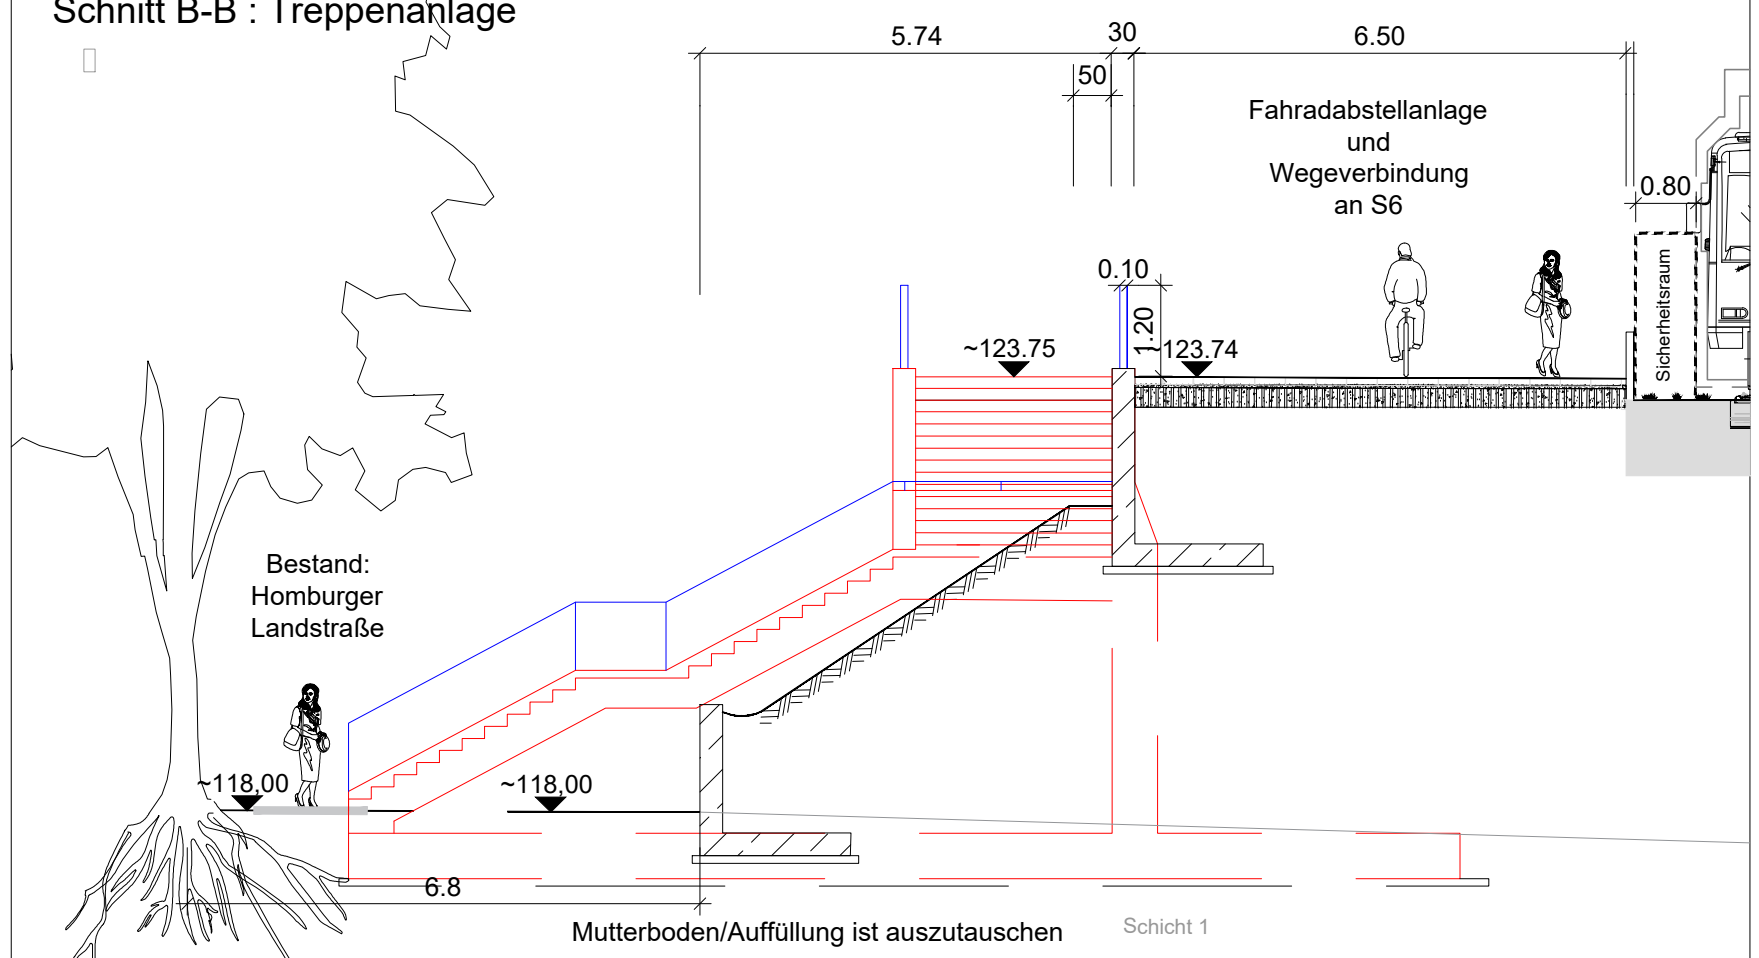 Schnitt B-B : Treppenanlage
5.74
30
6.50
50
Fahradabstellanlage
und
Wegeverbindung
an S6
0.80
0.10
1.20
Sicherheitsraum
~123.75
~123.74
Bestand:
Homburger
Landstraße
~118,00
~118,00
6.8
Mutterboden/Auffüllung ist auszutauschen
Schicht 1